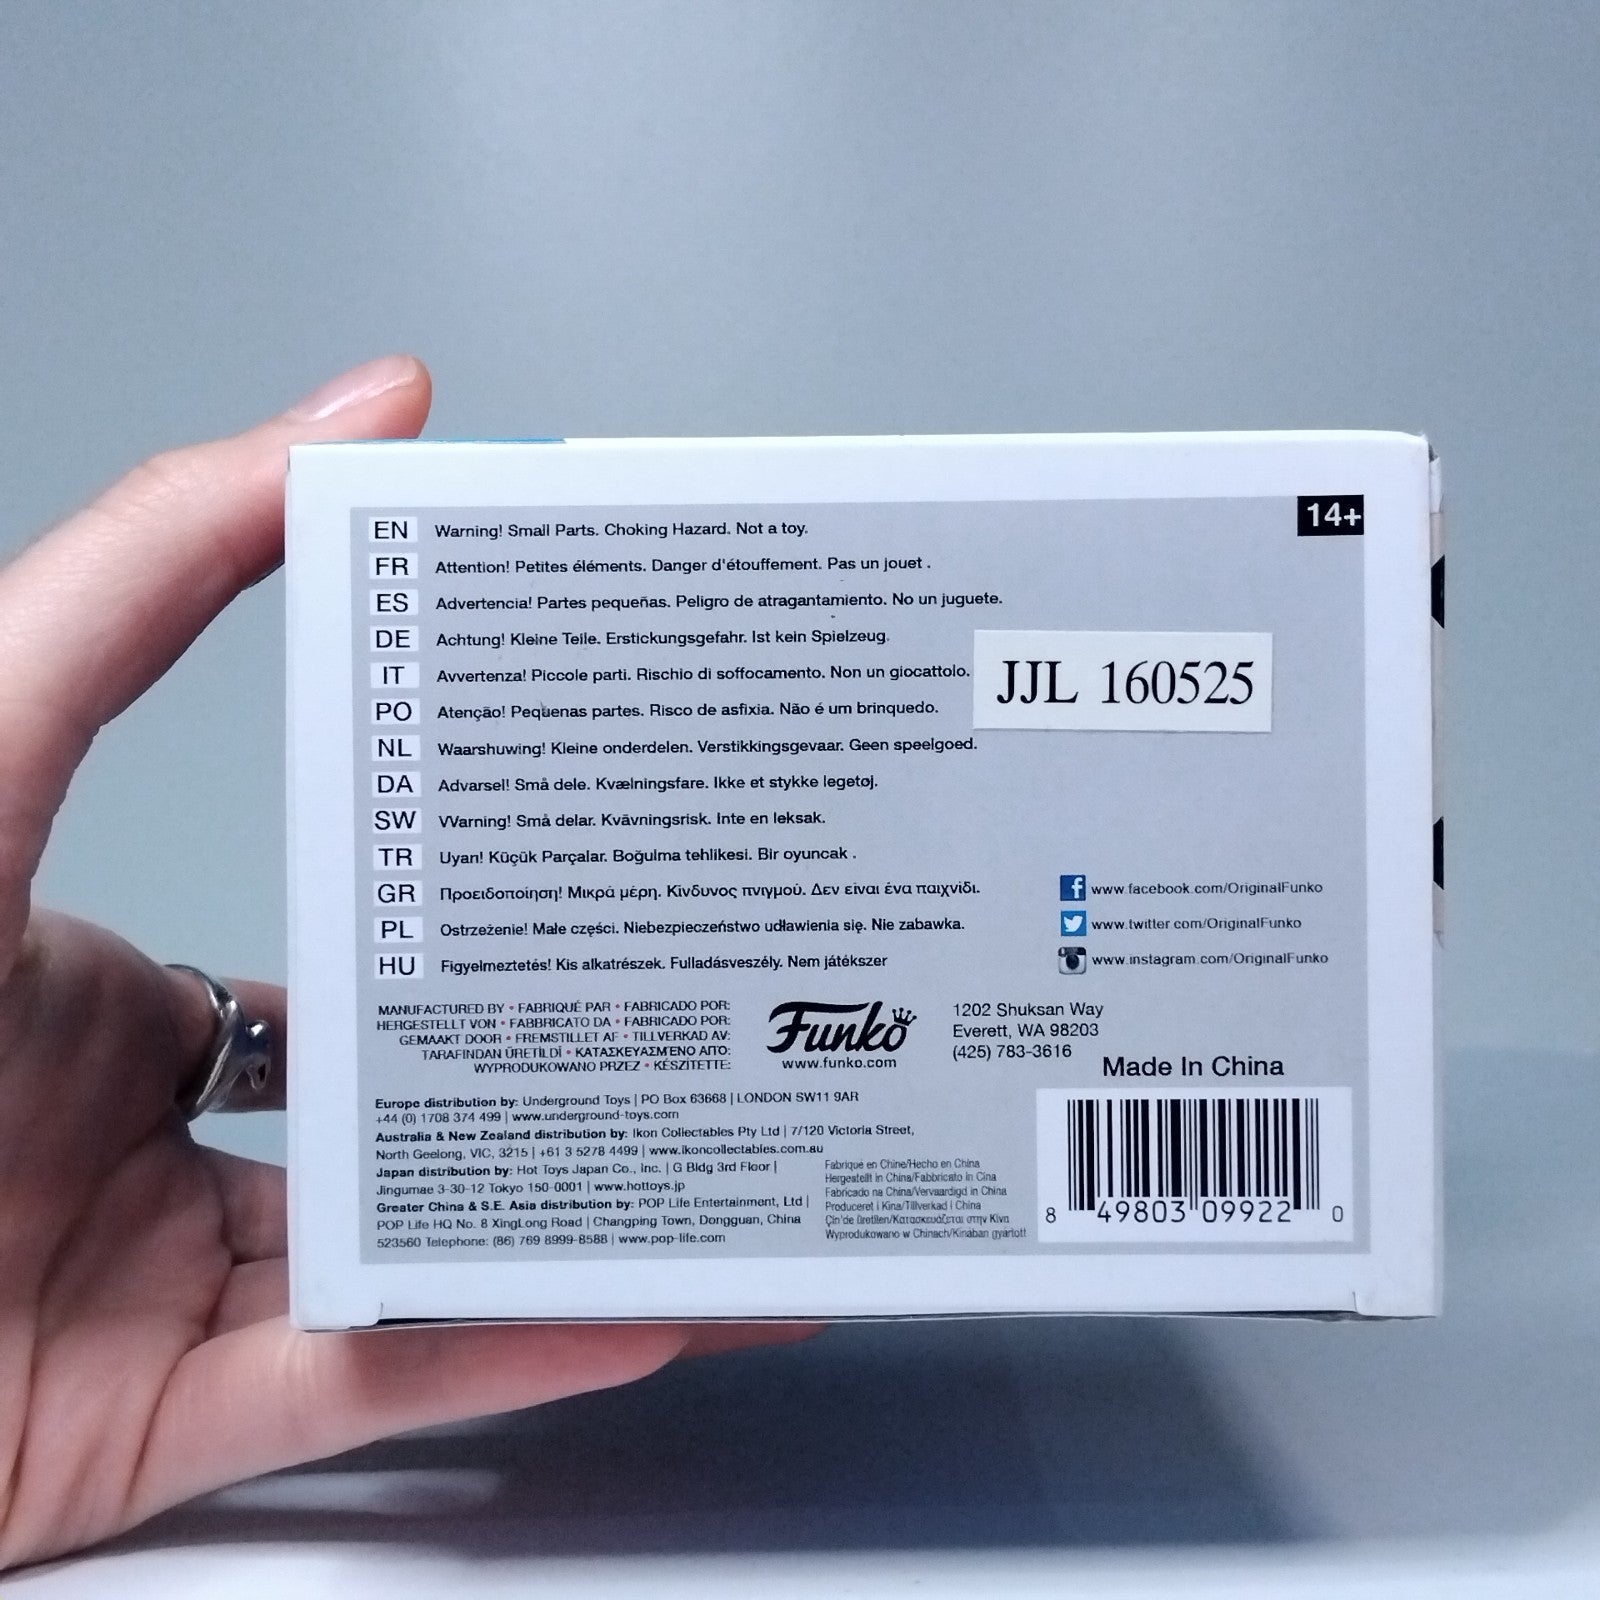 14+
EN Warning! Small Parts. Choking Hazard. Not a toy.
FR Attention! Petites éléments. Danger d'étouffement. Pas un jouet .
ES Advertencia! Partes pequeñas. Peligro de atragantamiento. No un juguete.
DE Achtung! Kleine Teile. Erstickungsgefahr. Ist kein Spielzeug.
IT Avvertenza! Piccole parti. Rischio di soffocamento. Non un giocattolo.
JJL 160525
PO Atenção! Pequenas partes. Risco de asfixia. Não é um brinquedo.
NL Waarshuwing! Kleine onderdelen. Verstikkingsgevaar. Geen speelgoed.
DA Advarsel! Små dele. Kvælningsfare. Ikke et stykke legetøj.
SW VVarning! Små delar. Kvävningsrisk. Inte en leksak.
TR Uyan! Küçük Parçalar. Boğulma tehlikesi. Bir oyuncak .
GR Προειδοποίηση! Μικρά μέρη. Κίνδυνος πνιγμού. Δεν είναι ένα παιχνίδι.
PL Ostrzeżenie! Małe części. Niebezpieczeństwo udławienia się. Nie zabawka.
HU Figyelmeztetés! Kis alkatrészek. Fulladásveszély. Nem játékszer
www.facebook.com/OriginalFunko
www.twitter.com/OriginalFunko
www.instagram.com/OriginalFunko
MANUFACTURED BY • FABRIQUÉ PAR • FABRICADO POR:
HERGESTELLT VON • FABBRICATO DA • FABRICADO POR:
GEMAAKT DOOR • FREMSTILLET AF • TILLVERKAD AV:
TARAFINDAN ÜRETİLDİ • ΚΑΤΑΣΚΕΥΑΣΜΈΝΟ ΑΠΌ:
WYPRODUKOWANO PRZEZ • KÉSZÍTETTE:
Funko
www.funko.com
1202 Shuksan Way
Everett, WA 98203
(425) 783-3616
Made In China
Europe distribution by: Underground Toys | PO Box 63668 | LONDON SW11 9AR
+44 (0) 1708 374 499 | www.underground-toys.com
Australia & New Zealand distribution by: Ikon Collectables Pty Ltd | 7/120 Victoria Street,
North Geelong, VIC, 3215 | +61 3 5278 4499 | www.ikoncollectables.com.au
Japan distribution by: Hot Toys Japan Co., Inc. | G Bldg 3rd Floor |
Jingumae 3-30-12 Tokyo 150-0001 | www.hottoys.jp
Greater China & S.E. Asia distribution by: POP Life Entertainment, Ltd |
POP Life HQ No. 8 XingLong Road | Changping Town, Dongguan, China
523560 Telephone: (86) 769 8999-8588 | www.pop-life.com
Fabriqué en Chine/Hecho en China
Hergestellt in China/Fabbricato in Cina
Fabricado na China/Vervaardigd in China
Produceret i Kina/Tillverkad i China
Çin'de üretilen/Κατασκευάζεται στην Κίνα
Wyprodukowano w Chinach/Kínában gyártott
8 49803 09922 0